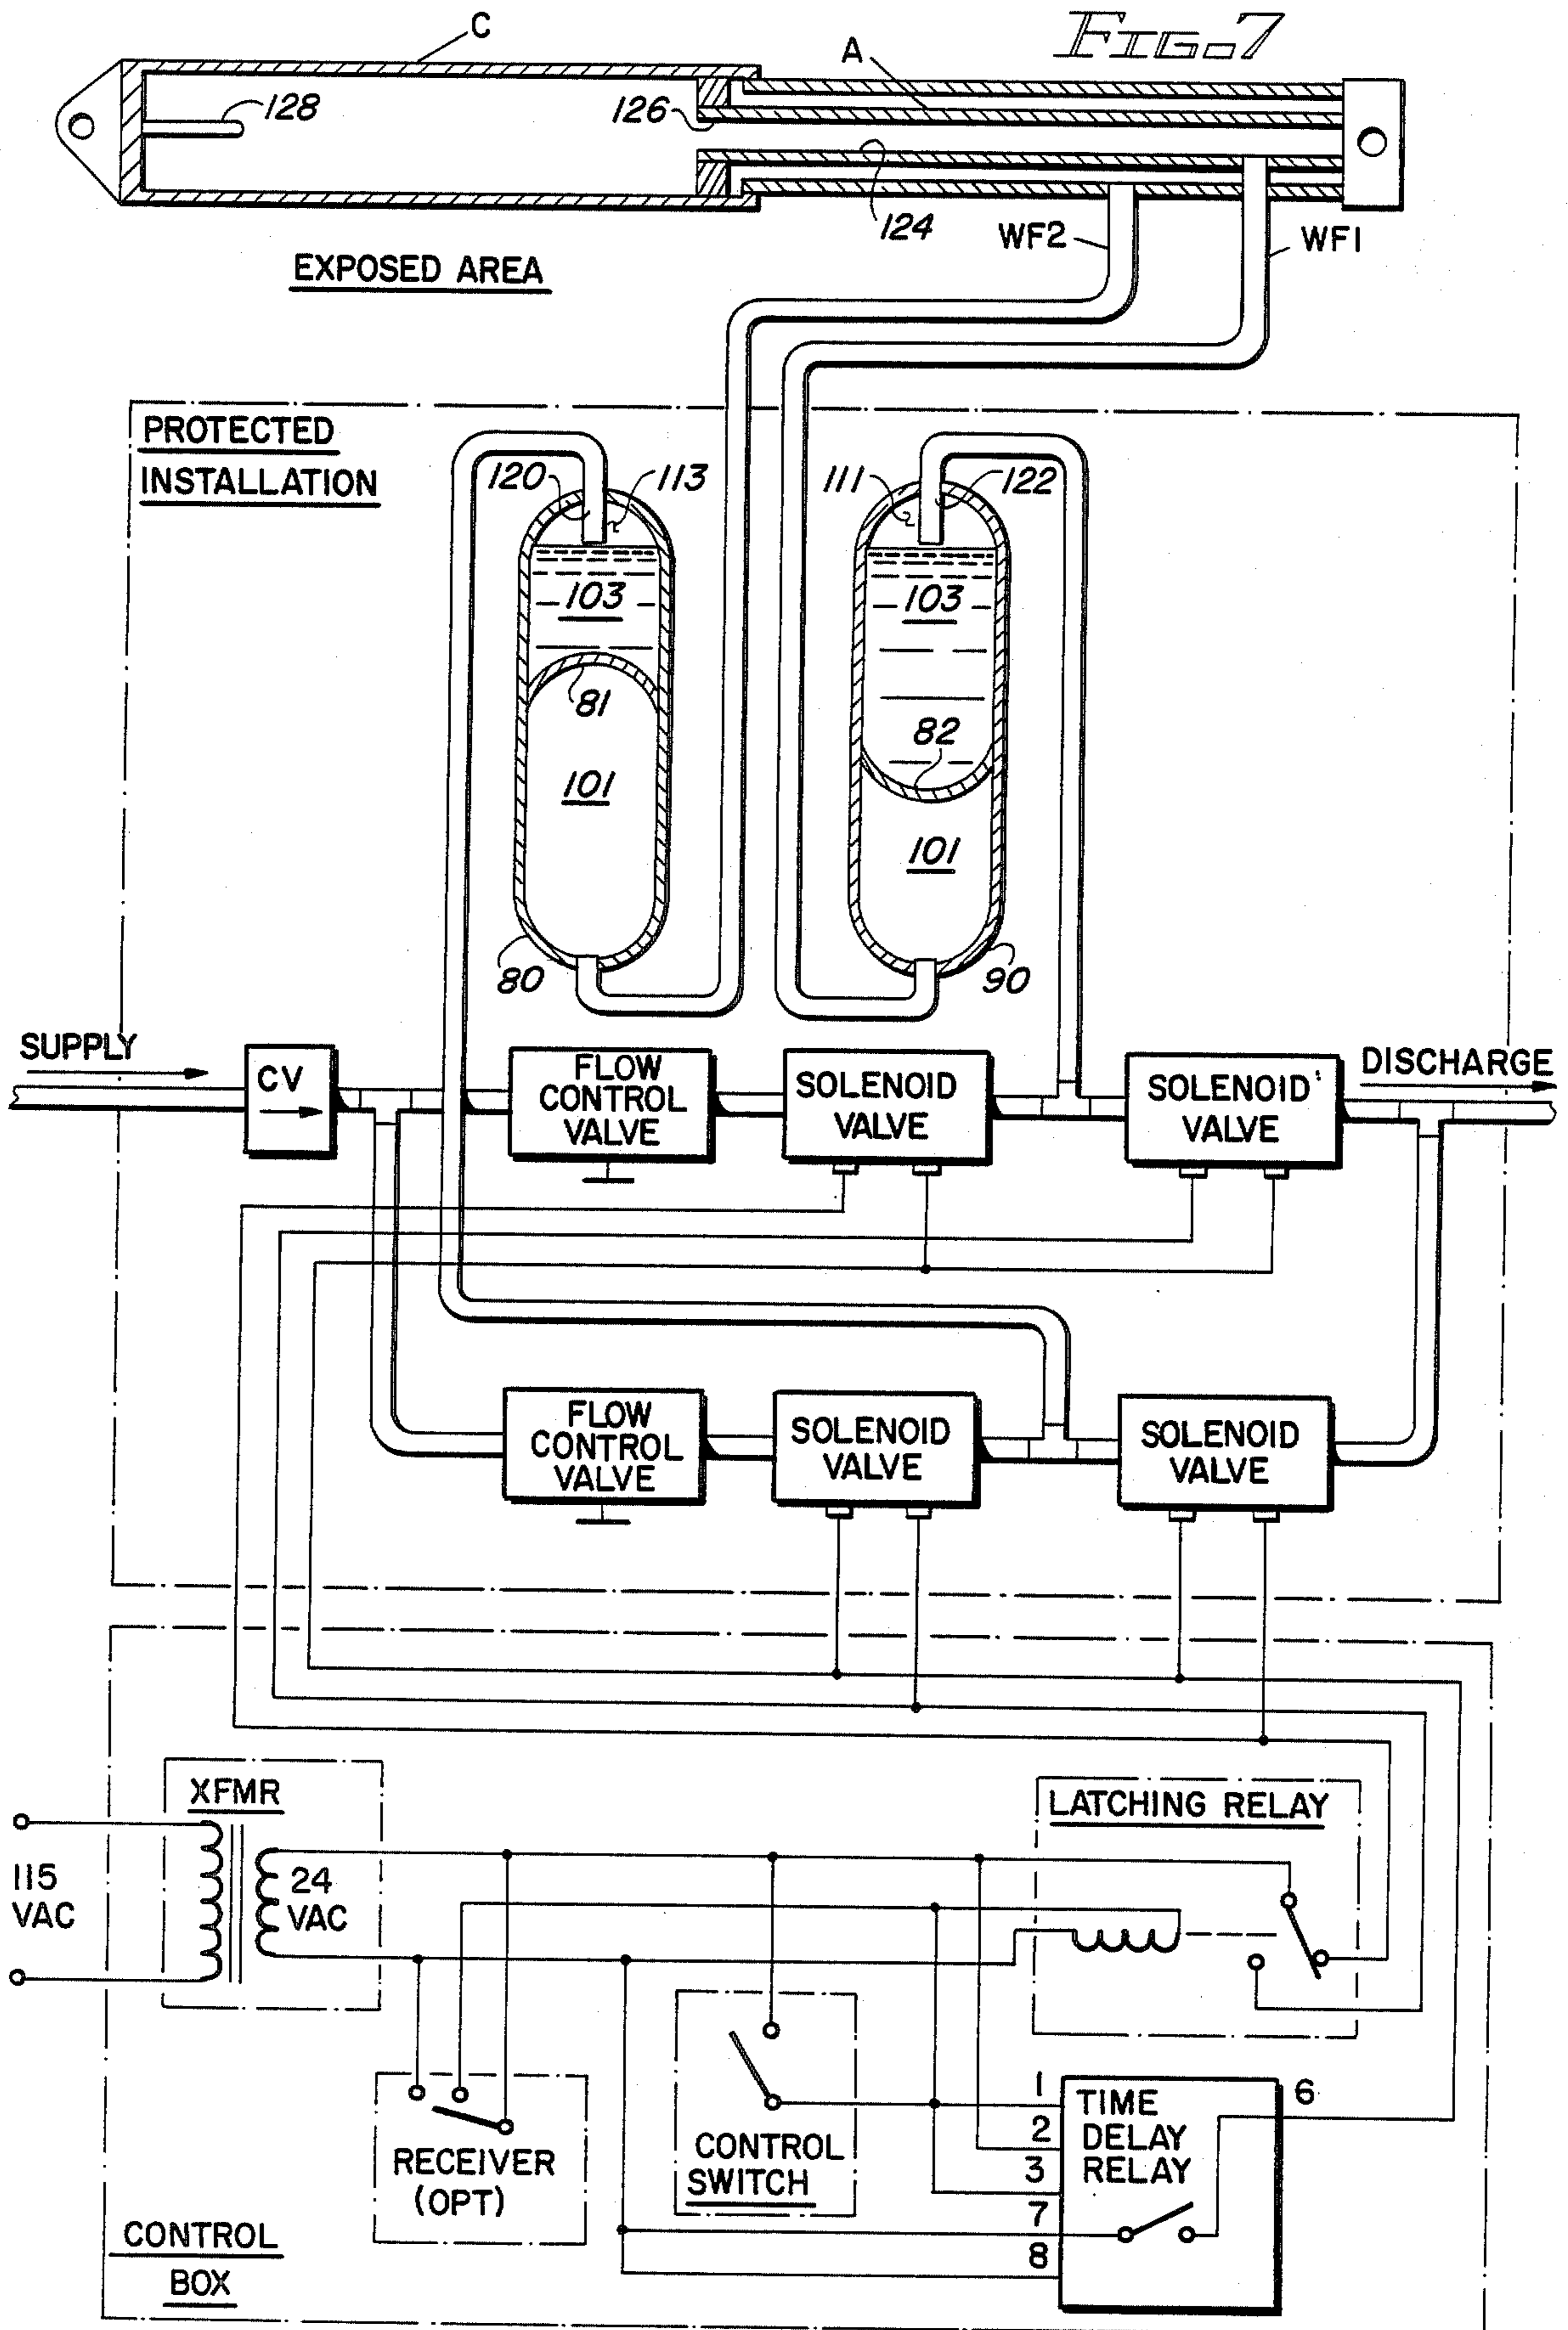 FIG. 7
C
A
128
126
124
WF2
WF1
EXPOSED AREA
PROTECTED
INSTALLATION
120
113
111
122
103
103
81
82
101
101
80
90
SUPPLY
CV
FLOW
CONTROL
VALVE
SOLENOID
VALVE
SOLENOID
VALVE
DISCHARGE
FLOW
CONTROL
VALVE
SOLENOID
VALVE
SOLENOID
VALVE
XFMR
LATCHING RELAY
115
VAC
24
VAC
RECEIVER
(OPT)
CONTROL
SWITCH
1
2
3
7
8
TIME
DELAY
RELAY
6
CONTROL
BOX